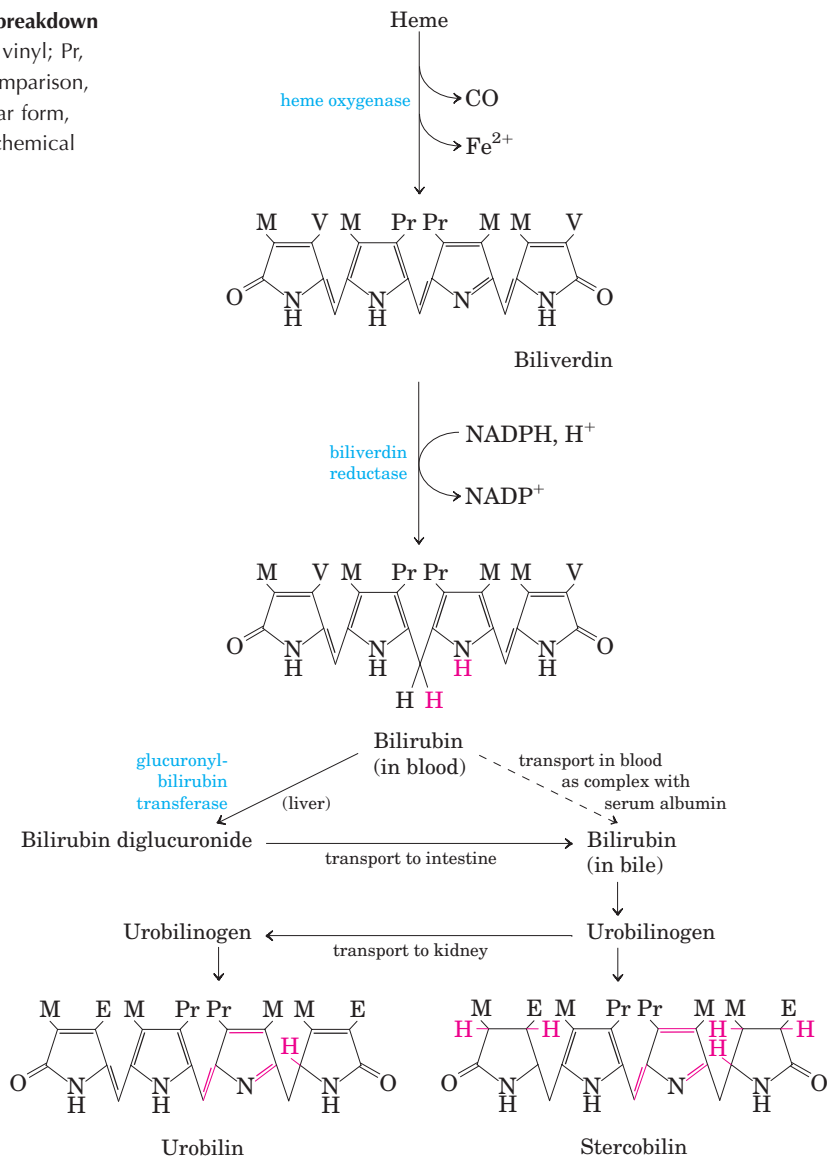 breakdown
vinyl; Pr,
mparison,
ar form,
chemical
Heme
heme oxygenase
CO
Fe2+
M V M Pr Pr M M V
O N H N H N N H O
Biliverdin
biliverdin
reductase
NADPH, H+
NADP+
M V M Pr Pr M M V
O N H N H N H N H O
H H
Bilirubin
(in blood)
glucuronyl-
bilirubin
transferase
(liver)
transport in blood
as complex with
serum albumin
Bilirubin diglucuronide
transport to intestine
Bilirubin
(in bile)
Urobilinogen
transport to kidney
Urobilinogen
M E M Pr Pr M M E
H
O N H N H N N H O
Urobilin
M E M Pr Pr M M E
H H H H
H
O N H N H N N H O
Stercobilin